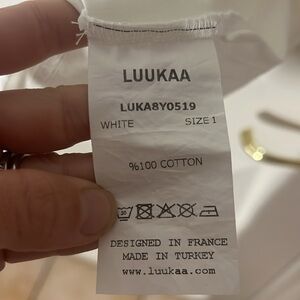 LUUKAA
LUKA8Y0519
WHITE SIZE 1
%100 COTTON
DESIGNED IN FRANCE
MADE IN TURKEY
www.luukaa.com